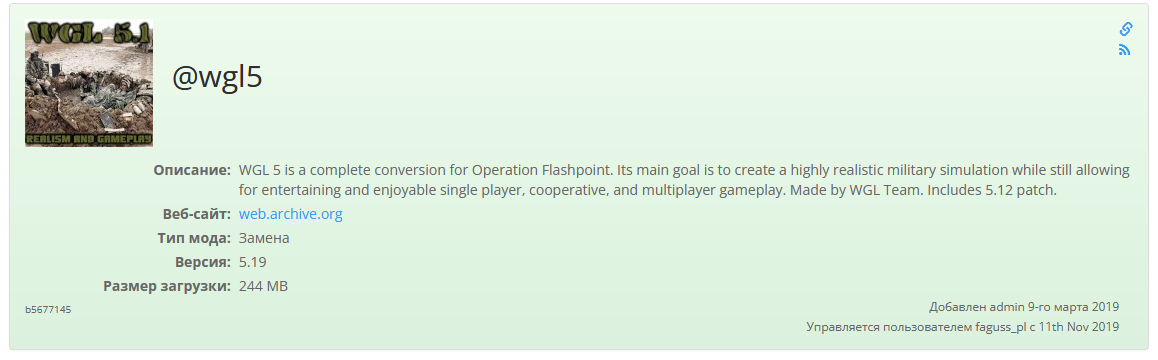 WGL 5.1
REALISM AND GAMEPLAY
@wgl5
Описание: WGL 5 is a complete conversion for Operation Flashpoint. Its main goal is to create a highly realistic military simulation while still allowing
for entertaining and enjoyable single player, cooperative, and multiplayer gameplay. Made by WGL Team. Includes 5.12 patch.
Веб-сайт: web.archive.org
Тип мода: Замена
Версия: 5.19
Размер загрузки: 244 MB
b5677145
Добавлен admin 9-го марта 2019
Управляется пользователем faguss_pl с 11th Nov 2019